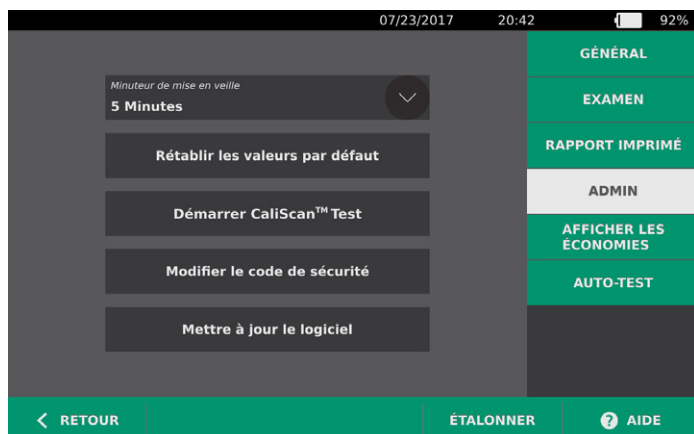 07/23/2017 20:42 92%
Minuteur de mise en veille
5 Minutes
Rétablir les valeurs par défaut
Démarrer CaliScan™ Test
Modifier le code de sécurité
Mettre à jour le logiciel
GÉNÉRAL
EXAMEN
RAPPORT IMPRIMÉ
ADMIN
AFFICHER LES
ÉCONOMIES
AUTO-TEST
RETOUR
ÉTALONNER
? AIDE